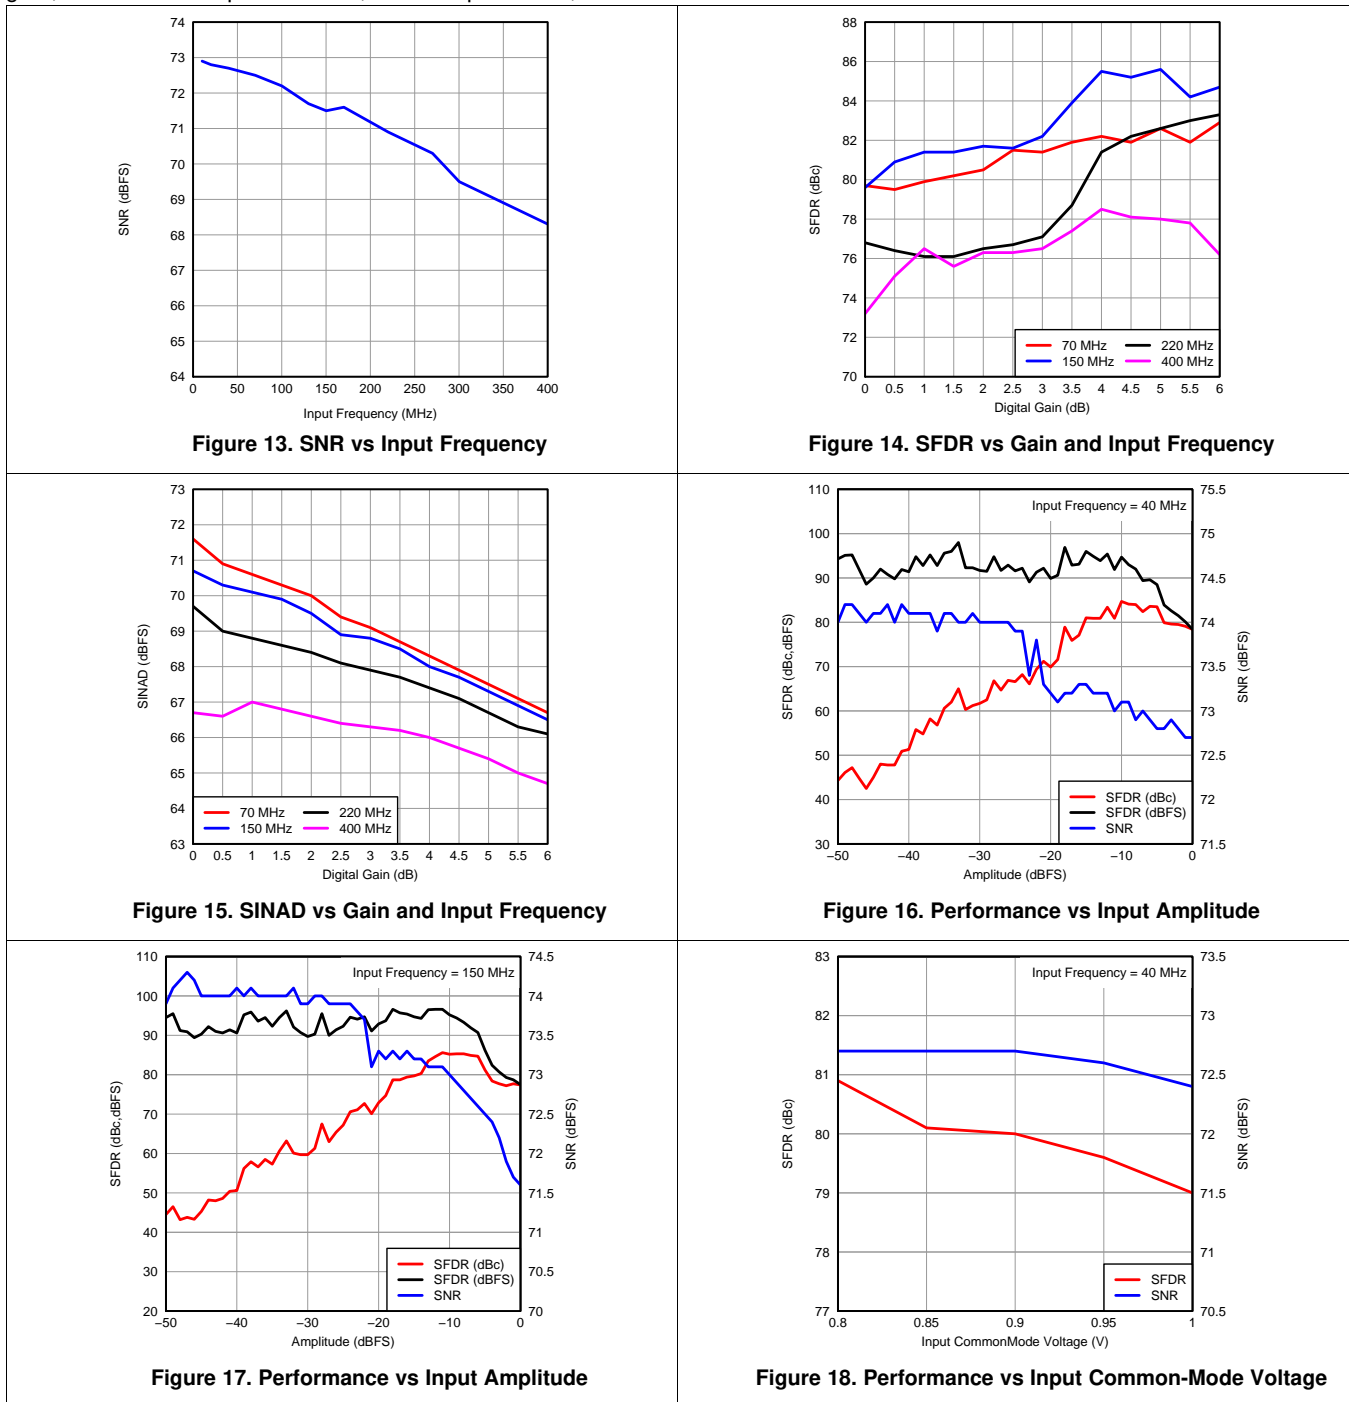 74
73
72
71
70
69
68
67
66
65
64
0 50 100 150 200 250 300 350 400
SNR (dBFS)
Input Frequency (MHz)
Figure 13. SNR vs Input Frequency
88
86
84
82
80
78
76
74
72
70
0 0.5 1 1.5 2 2.5 3 3.5 4 4.5 5 5.5 6
SFDR (dBc)
70 MHz 220 MHz
150 MHz 400 MHz
Digital Gain (dB)
Figure 14. SFDR vs Gain and Input Frequency
73
72
71
70
69
68
67
66
65
64
63
SINAD (dBFS)
70 MHz 220 MHz
150 MHz 400 MHz
0 0.5 1 1.5 2 2.5 3 3.5 4 4.5 5 5.5 6
Digital Gain (dB)
Figure 15. SINAD vs Gain and Input Frequency
Input Frequency = 40 MHz
110
100
90
80
70
60
50
40
30
SFDR (dBc,dBFS)
75.5
75
74.5
74
73.5
73
72.5
72
71.5
SNR (dBFS)
SFDR (dBc)
SFDR (dBFS)
SNR
−50 −40 −30 −20 −10 0
Amplitude (dBFS)
Figure 16. Performance vs Input Amplitude
Input Frequency = 150 MHz
110
100
90
80
70
60
50
40
30
20
SFDR (dBc,dBFS)
74.5
74
73.5
73
72.5
72
71.5
71
70.5
70
SNR (dBFS)
SFDR (dBc)
SFDR (dBFS)
SNR
−50 −40 −30 −20 −10 0
Amplitude (dBFS)
Figure 17. Performance vs Input Amplitude
Input Frequency = 40 MHz
83
82
81
80
79
78
77
SFDR (dBc)
73.5
73
72.5
72
71.5
71
70.5
SNR (dBFS)
SFDR
SNR
0.8 0.85 0.9 0.95 1
Input CommonMode Voltage (V)
Figure 18. Performance vs Input Common-Mode Voltage